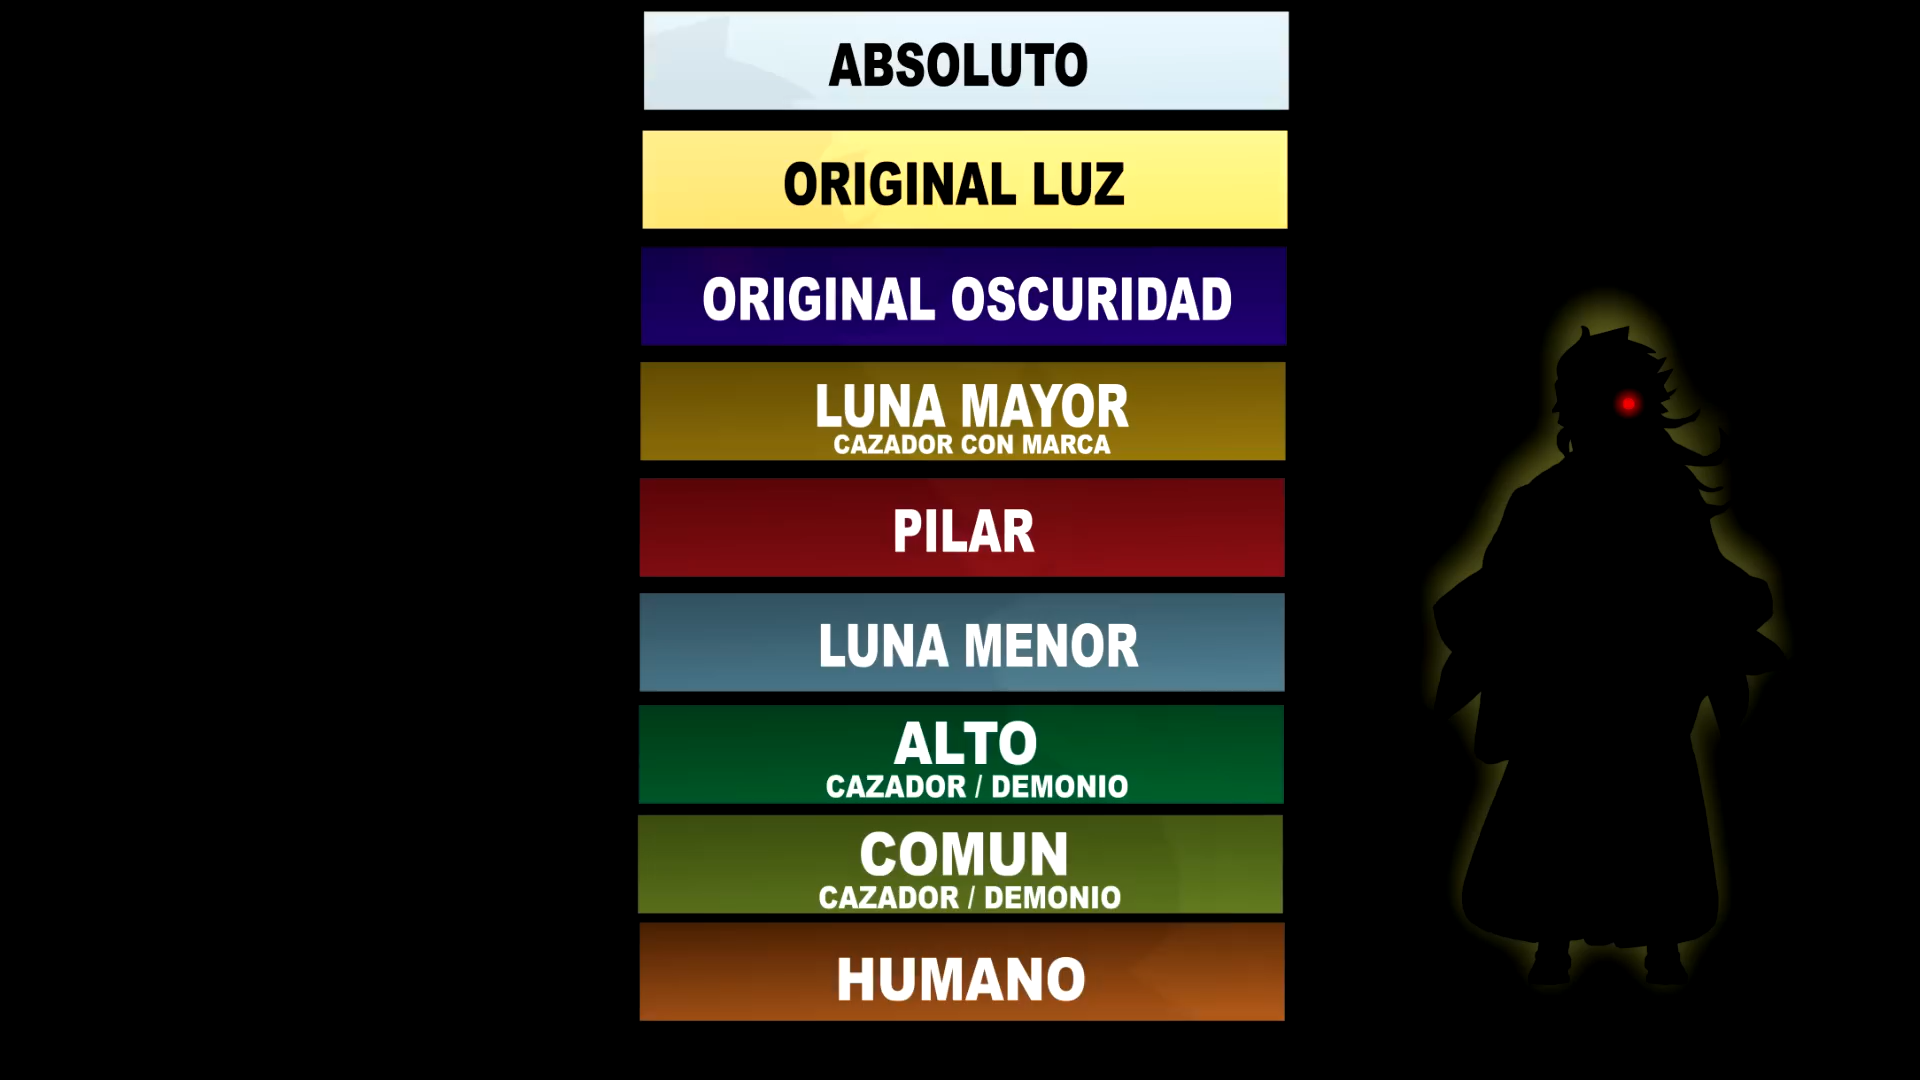 ABSOLUTO
ORIGINAL LUZ
ORIGINAL OSCURIDAD
LUNA MAYOR
CAZADOR CON MARCA
PILAR
LUNA MENOR
ALTO
CAZADOR / DEMONIO
COMUN
CAZADOR / DEMONIO
HUMANO